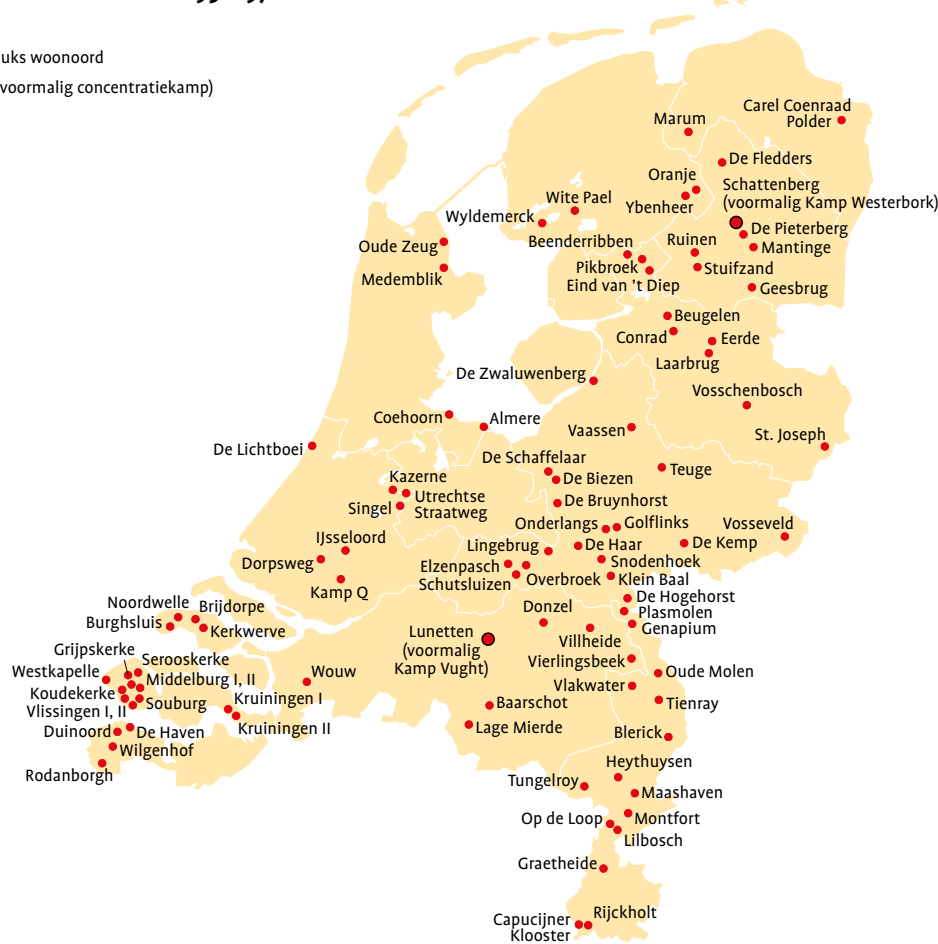 uks woonoord
voormalig concentratiekamp)
Carel Coenraad
Polder
Marum
De Fledders
Oranje
Schattenberg
(voormalig Kamp Westerbork)
Ybenheer
Wite Pael
Wyldemerck
De Pieterberg
Beenderribben
Ruinen
Mantinge
Oude Zeug
Pikbroek
Stuifzand
Medemblik
Eind van ’t Diep
Geesbrug
Beugelen
Conrad
Eerde
Laarbrug
De Zwaluwenberg
Vosschenbosch
Coehoorn
Almere
Vaassen
St. Joseph
De Lichtboei
De Schaffelaar
Teuge
Kazerne
De Biezen
Utrechtse
Straatweg
Singel
De Bruynhorst
Onderlangs
Golflinks
Vosseveld
IJsseloord
Lingebrug
De Haar
De Kemp
Dorpsweg
Elzenpasch
Snodenhoek
Schutsluizen
Overbroek
Klein Baal
Kamp Q
De Hogehorst
Noordwelle
Brijdorpe
Donzel
Plasmolen
Burghsluis
Kerkwerve
Genapium
Lunetten
(voormalig
Kamp Vught)
Villheide
Grijpskerke
Serooskerke
Vierlingsbeek
Westkapelle
Middelburg I, II
Wouw
Oude Molen
Koudekerke
Kruiningen I
Vlakwater
Vlissingen I, II
Souburg
Baarschot
Tienray
Duinoord
De Haven
Kruiningen II
Lage Mierde
Blerick
Wilgenhof
Rodanborgh
Heythuysen
Tungelroy
Maashaven
Op de Loop
Montfort
Lilbosch
Graetheide
Capucijner
Klooster
Rijckholt